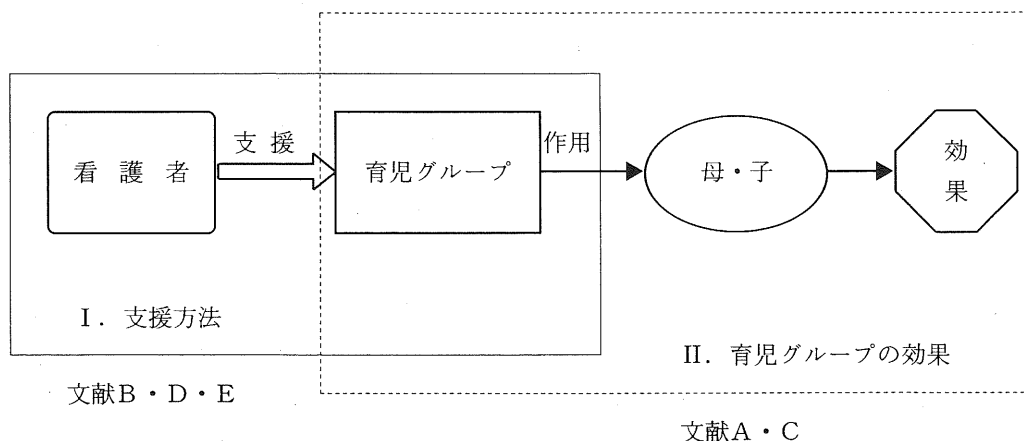 支 援
作用
看 護 者
育児グループ
母・子
効
果
Ⅰ. 支援方法
Ⅱ. 育児グループの効果
文献B・D・E
文献A・C